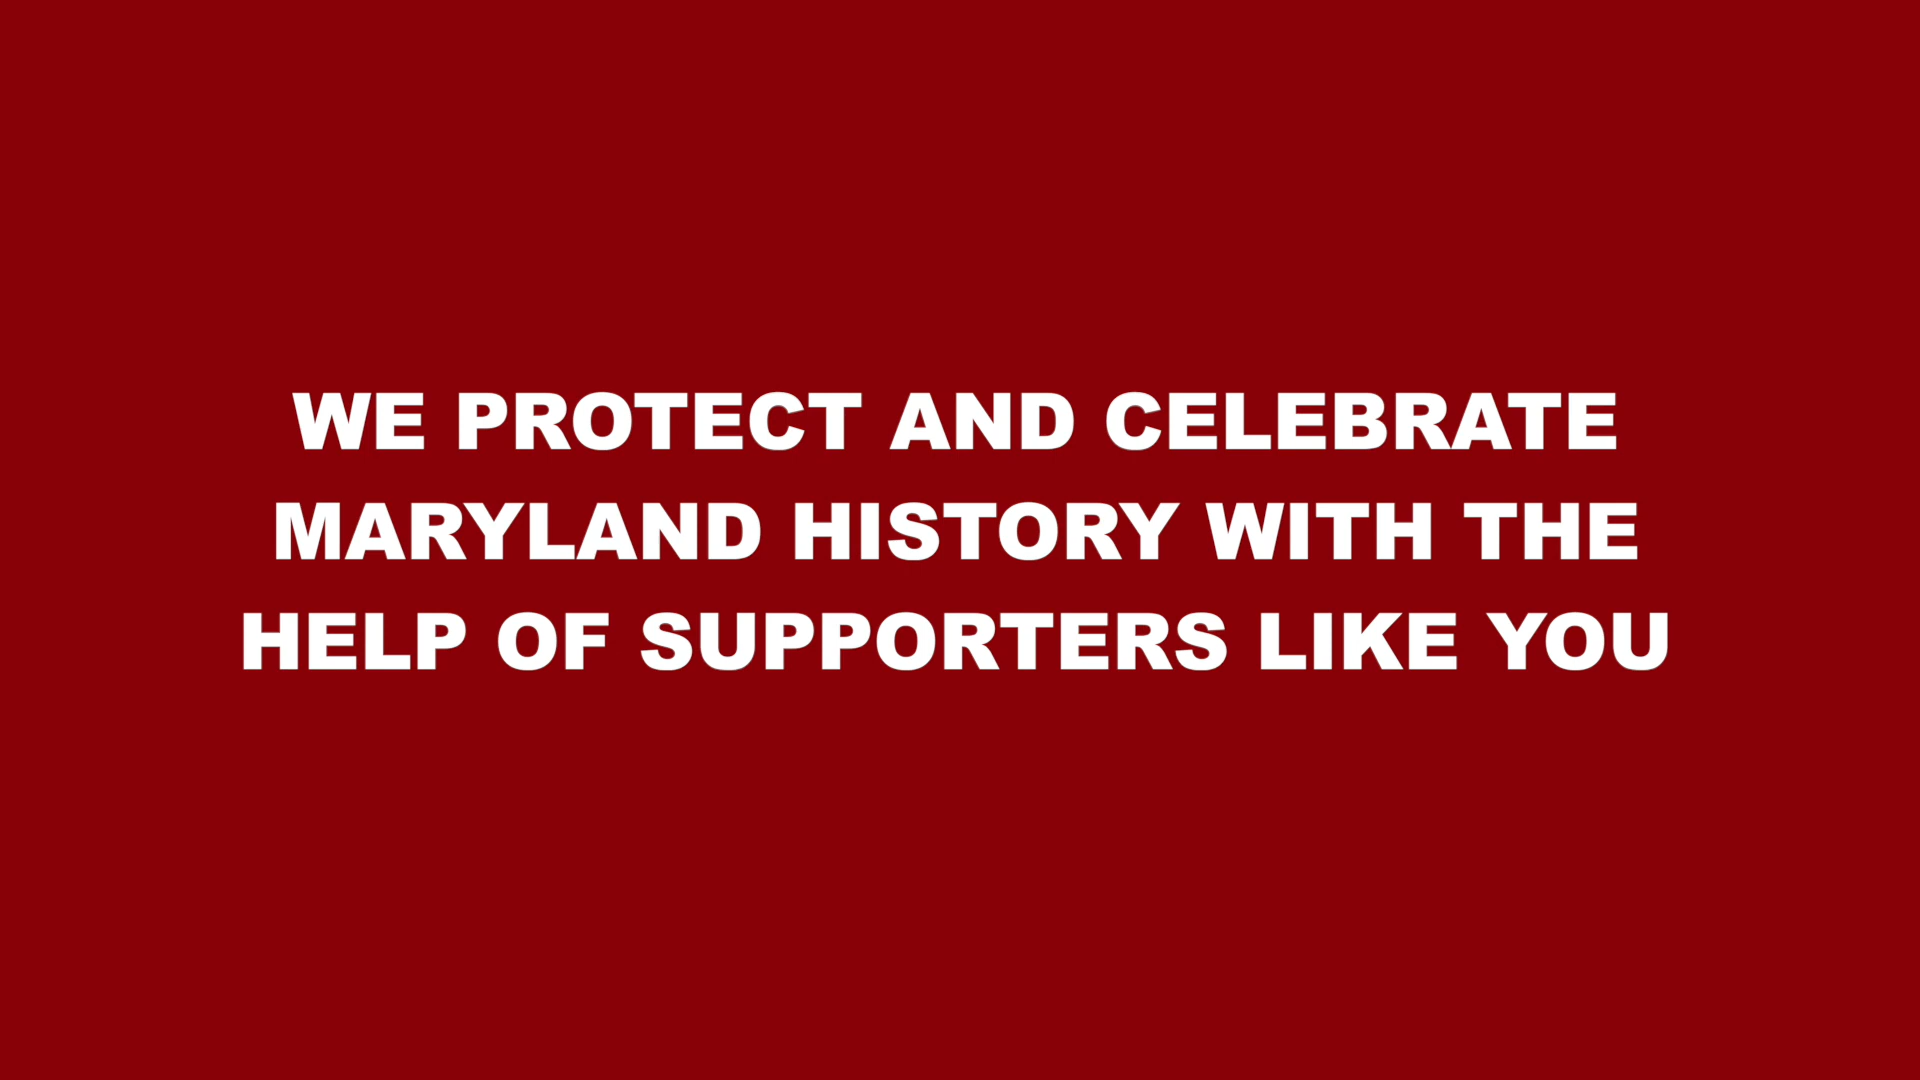 WE PROTECT AND CELEBRATE
MARYLAND HISTORY WITH THE
HELP OF SUPPORTERS LIKE YOU